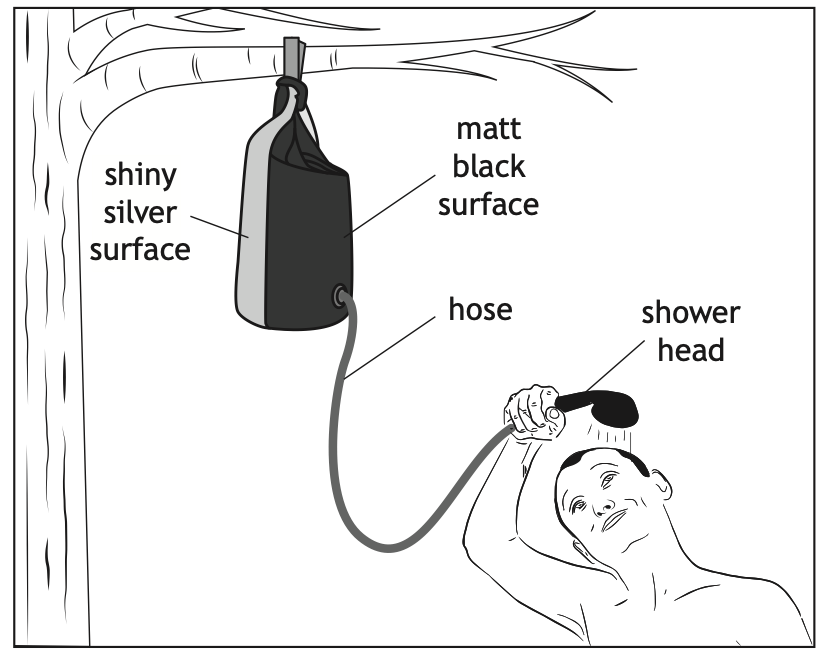 shiny
silver
surface
matt
black
surface
hose
shower
head